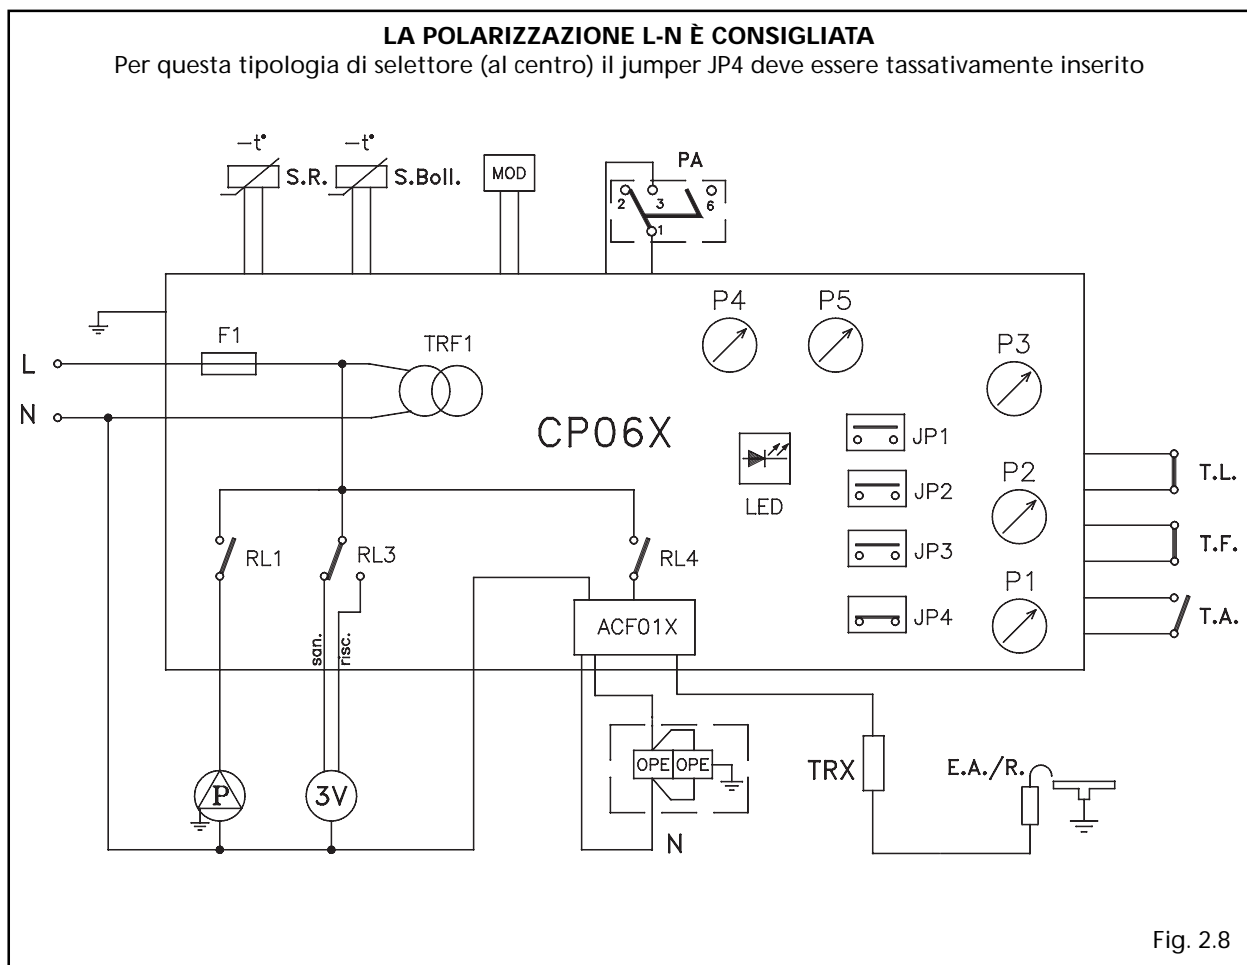 LA POLARIZZAZIONE L-N È CONSIGLIATA
Per questa tipologia di selettore (al centro) il jumper JP4 deve essere tassativamente inserito
-t° -t°
S.R. S.Boll. MOD PA
2 3 6
1
P4 P5
F1 TRF1 P3
L
N
CP06X
JP1
LED JP2 P2 T.L.
RL1 RL3 RL4 JP3 T.F.
san. risc. ACF01X JP4 P1 T.A.
P 3V OPE OPE TRX E.A./R.
N
Fig. 2.8